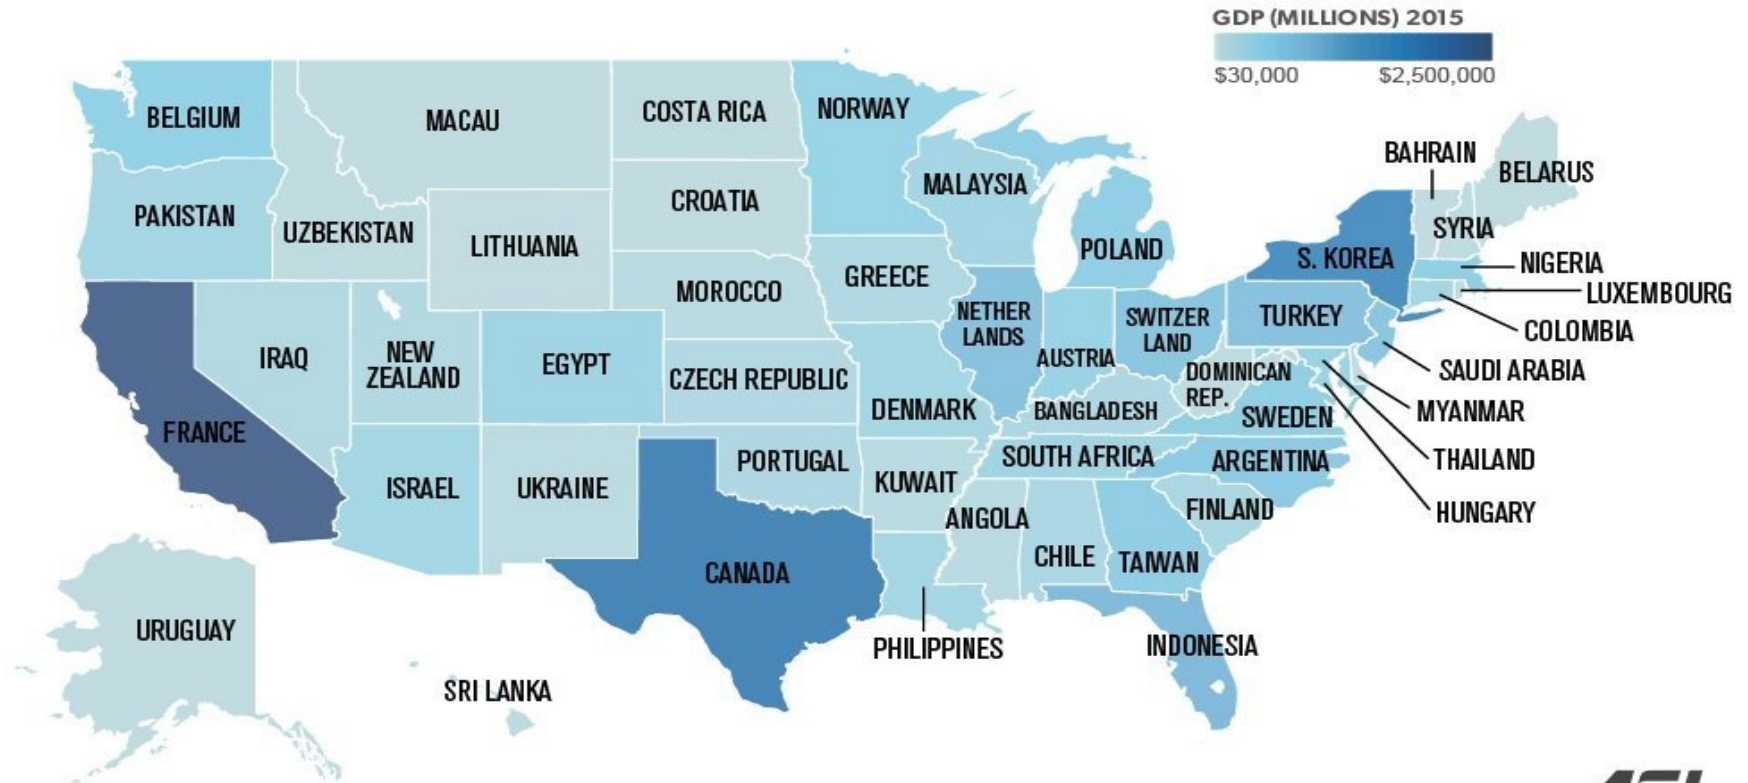 GDP (MILLIONS) 2015
$30,000 $2,500,000
BELGIUM
MACAU
COSTA RICA
NORWAY
BAHRAIN
BELARUS
MALAYSIA
PAKISTAN
UZBEKISTAN
CROATIA
LITHUANIA
POLAND
SYRIA
S. KOREA
NIGERIA
LUXEMBOURG
COLOMBIA
MOROCCO
GREECE
NETHER
LANDS
SWITZER
LAND
TURKEY
IRAQ
NEW
ZEALAND
EGYPT
CZECH REPUBLIC
AUSTRIA
DOMINICAN
REP.
SAUDI ARABIA
FRANCE
DENMARK
BANGLADESH
SWEDEN
MYANMAR
ISRAEL
UKRAINE
PORTUGAL
KUWAIT
SOUTH AFRICA
ARGENTINA
THAILAND
ANGOLA
FINLAND
HUNGARY
CANADA
CHILE
TAIWAN
URUGUAY
SRI LANKA
PHILIPPINES
INDONESIA